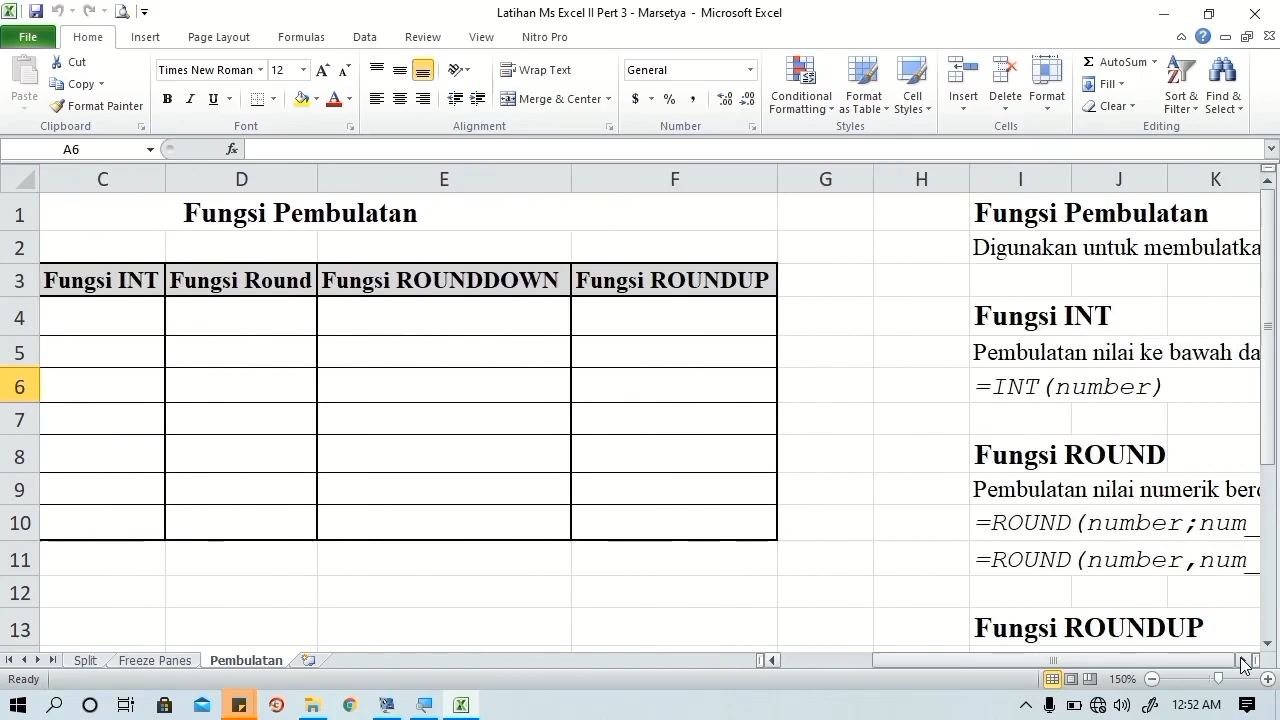 Latihan Ms Excel II Pert 3 - Marsetya - Microsoft Excel
File Home Insert Page Layout Formulas Data Review View Nitro Pro
Paste
Cut
Copy
Format Painter
Clipboard
Times New Roman 12
B I U
Font
Wrap Text
Merge & Center
Alignment
General
$ % ,
Number
Conditional Formatting
Format as Table
Cell Styles
Styles
Insert Delete Format
Cells
AutoSum
Fill
Clear
Sort & Filter
Find & Select
Editing
A6 fx
C D E F G H I J K
1 Fungsi Pembulatan Fungsi Pembulatan
2 Digunakan untuk membulatka
3 Fungsi INT Fungsi Round Fungsi ROUNDDOWN Fungsi ROUNDUP
4 Fungsi INT
5 Pembulatan nilai ke bawah da
6 =INT(number)
7
8 Fungsi ROUND
9 Pembulatan nilai numerik berd
10 =ROUND(number;num_
11 =ROUND(number,num_
12
13 Fungsi ROUNDUP
Split Freeze Panes Pembulatan
Ready 150%
12:52 AM